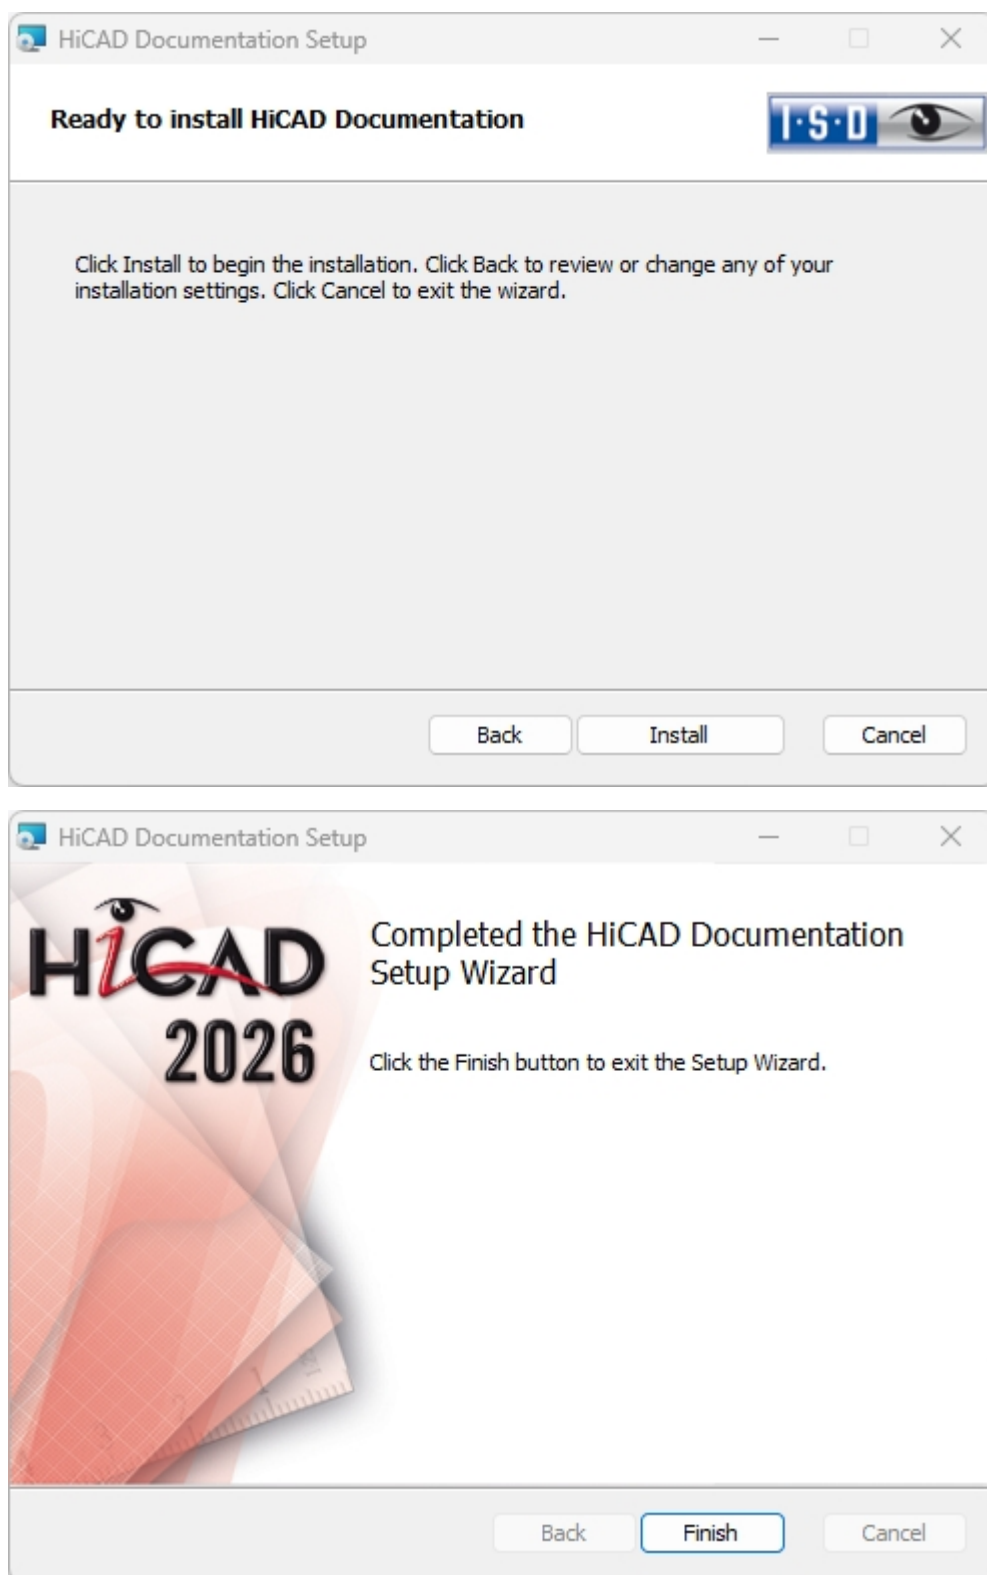 HiCAD Documentation Setup
Ready to install HiCAD Documentation
I·S·D
Click Install to begin the installation. Click Back to review or change any of your
installation settings. Click Cancel to exit the wizard.
Back
Install
Cancel
HiCAD Documentation Setup
HiCAD
2026
Completed the HiCAD Documentation
Setup Wizard
Click the Finish button to exit the Setup Wizard.
1
2
3
Back
Finish
Cancel